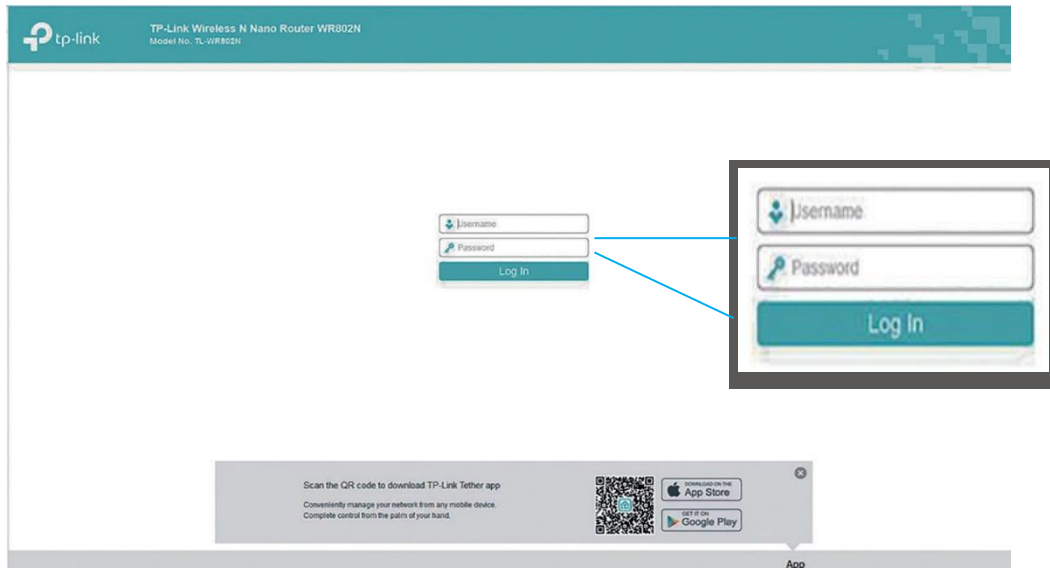 tp-link
TP-Link Wireless N Nano Router WR802N
Model No. TL-WR802N
Username
Password
Log In
Username
Password
Log In
Scan the QR code to download TP-Link Tether app
Conveniently manage your network from any mobile device.
Complete control from the palm of your hand.
DOWNLOAD ON THE
App Store
GET IT ON
Google Play
App